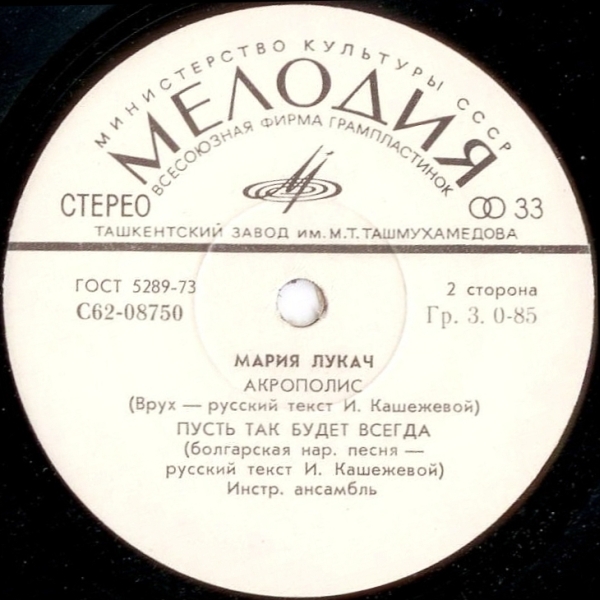 МИНИСТЕРСТВО КУЛЬТУРЫ СССР
МЕЛОДИЯ
ВСЕСОЮЗНАЯ ФИРМА ГРАМПЛАСТИНОК
СТЕРЕО
33
ТАШКЕНТСКИЙ ЗАВОД ИМ. М.Т. ТАШМУХАМЕДОВА
ГОСТ 5289-73
2 сторона
С62-08750
Гр. 3. 0-85
МАРИЯ ЛУКАЧ
АКРОПОЛИС
(Врух — русский текст И. Кашежевой)
ПУСТЬ ТАК БУДЕТ ВСЕГДА
(болгарская нар. песня —
русский текст И. Кашежевой)
Инстр. ансамбль